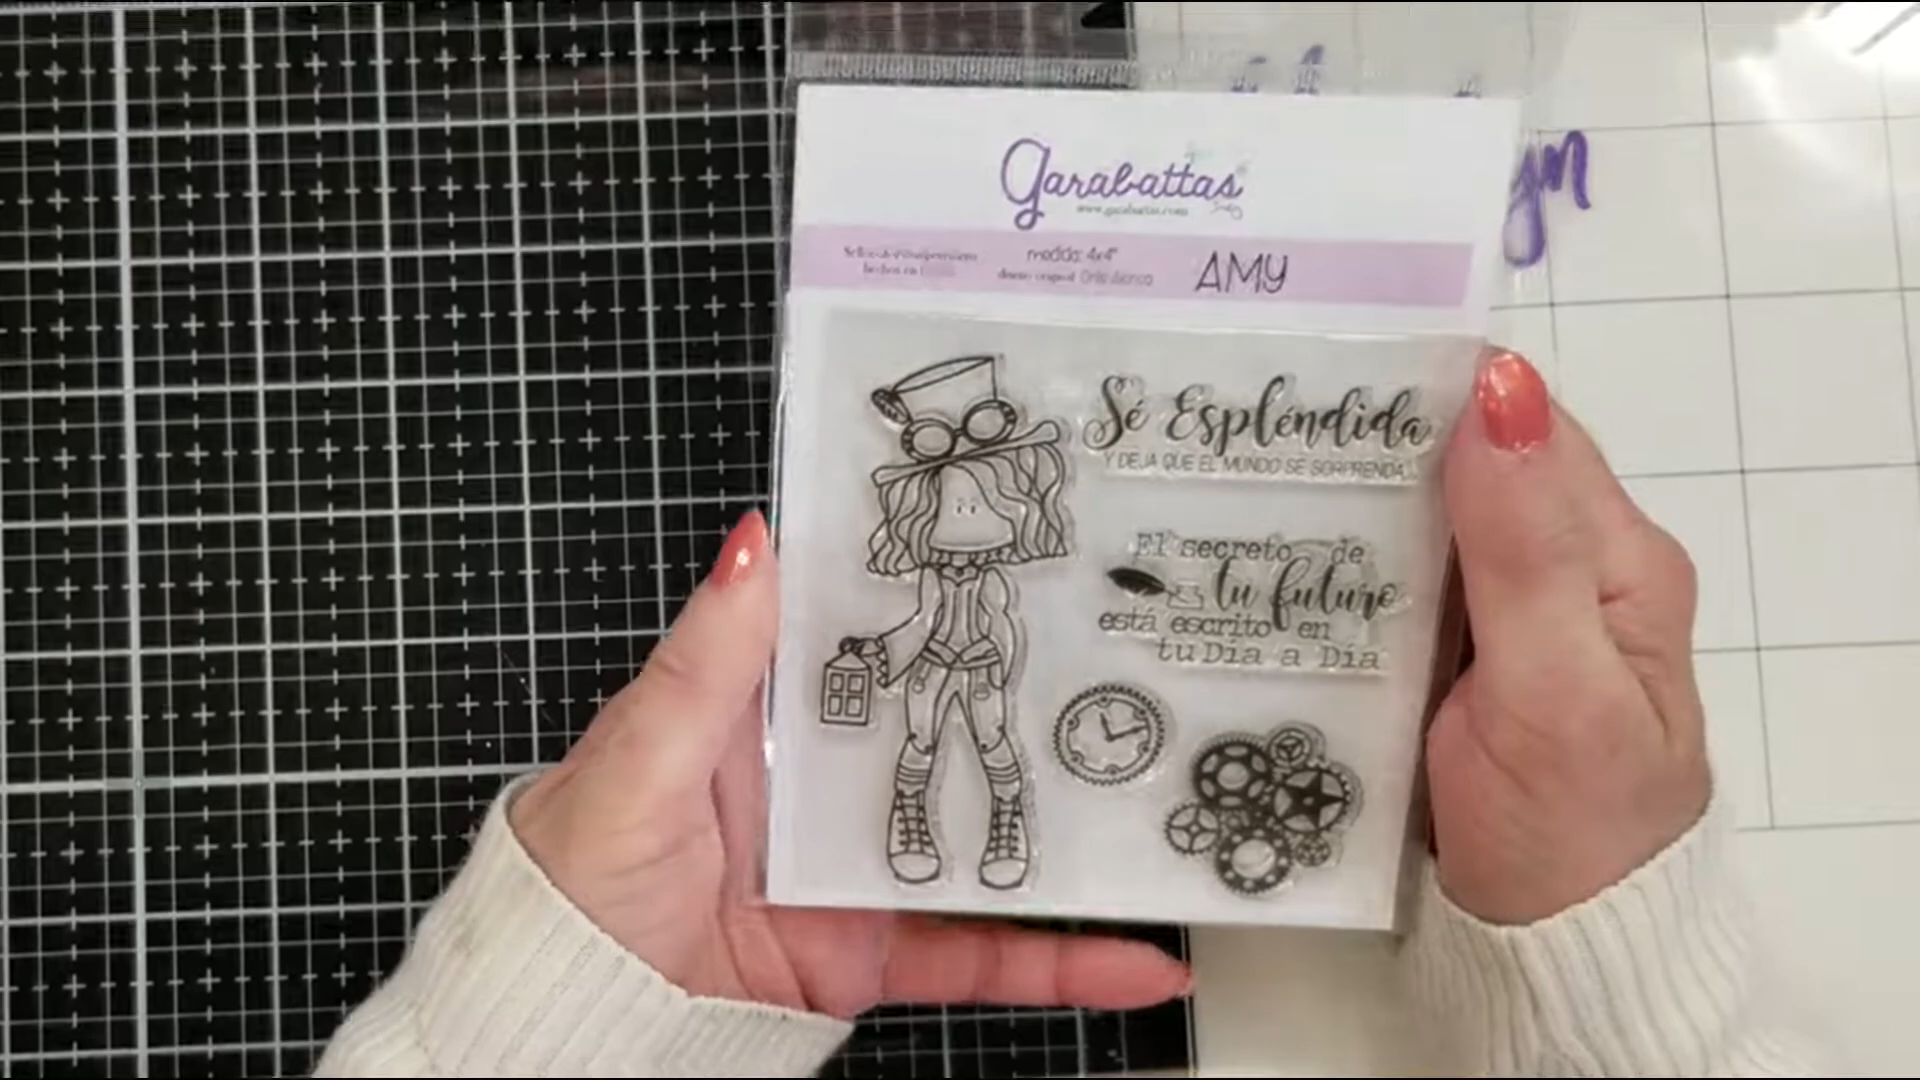 garabattas
www.garabattas.com
medida: 4x4"
AMY
Sé Espléndida
Y DEJA QUE EL MUNDO SE SORPRENDA...
El secreto de
tu futuro
está escrito en
tu Día a Día
gn